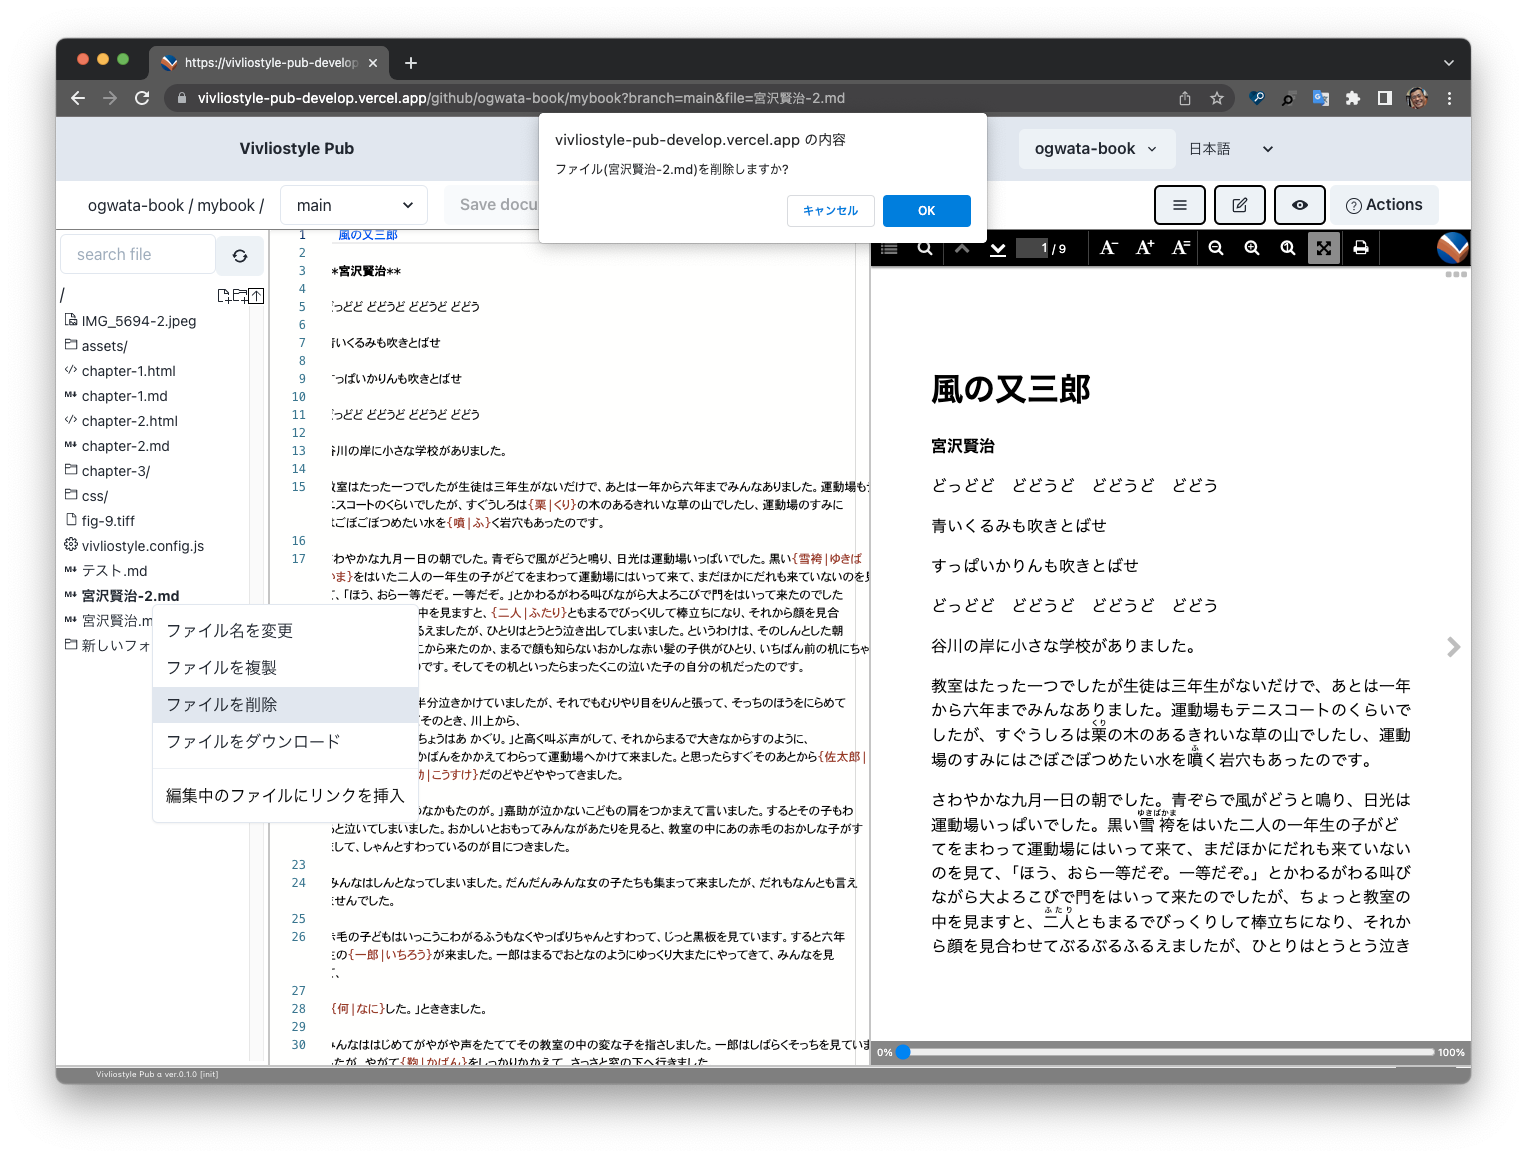 https://vivliostyle-pub-develop
vivliostyle-pub-develop.vercel.app/github/ogwata-book/mybook?branch=main&file=宮沢賢治-2.md
Vivliostyle Pub
ogwata-book
日本語
vivliostyle-pub-develop.vercel.app の内容
ファイル(宮沢賢治-2.md)を削除しますか?
キャンセル
OK
ogwata-book / mybook /
main
Save docu
Actions
search file
/
IMG_5694-2.jpeg
assets/
chapter-1.html
chapter-1.md
chapter-2.html
chapter-2.md
chapter-3/
css/
fig-9.tiff
vivliostyle.config.js
テスト.md
宮沢賢治-2.md
宮沢賢治.m
新しいフォ
ファイル名を変更
ファイルを複製
ファイルを削除
ファイルをダウンロード
編集中のファイルにリンクを挿入
1 風の又三郎
2
3 **宮沢賢治**
4
5 っどど どどうど どどうど どどう
6
7 いくるみも吹きとばせ
8
9 っぱいかりんも吹きとばせ
10
11 っどど どどうど どどうど どどう
12
13 谷川の岸に小さな学校がありました。
14
15 教室はたった一つでしたが生徒は三年生がないだけで、あとは一年から六年までみんなありました。運動場も
ニスコートのくらいでしたが、すぐうしろは{栗|くり}の木のあるきれいな草の山でしたし、運動場のすみに
はごぼごぼつめたい水を{噴|ふ}く岩穴もあったのです。
16
17 わやかな九月一日の朝でした。青ぞらで風がどうと鳴り、日光は運動場いっぱいでした。黒い{雪袴|ゆきば
いま}をはいた二人の一年生の子がどてをまわって運動場にはいって来て、まだほかにだれも来ていないのを見
、「ほう、おら一等だぞ。一等だぞ。」とかわるがわる叫びながら大よろこびで門をはいって来たのでした
中を見ますと、{二人|ふたり}ともまるでびっくりして棒立ちになり、それから顔を見合
るえましたが、ひとりはとうとう泣き出してしまいました。というわけは、そのしんとした朝
こから来たのか、まるで顔も知らないおかしな赤い髪の子供がひとり、いちばん前の机にちゃ
のです。そしてその机といったらまったくこの泣いた子の自分の机だったのです。
半分泣きかけていましたが、それでもむりやり目をりんと張って、そっちのほうをにらめて
そのとき、川上から、
ちょうはあ かぐり。」と高く叫ぶ声がして、それからまるで大きなからすのように、
かばんをかかえてわらって運動場へかけて来ました。と思ったらすぐそのあとから{佐太郎|
助|こうすけ}だのどやどややってきました。
のなかもたのが。」嘉助が泣かないこどもの肩をつかまえて言いました。するとその子もわ
と泣いてしまいました。おかしいとおもってみんながあたりを見ると、教室の中にあの赤毛のおかしな子がす
まして、しゃんとすわっているのが目につきました。
23
24 みんなはしんとなってしまいました。だんだんみんな女の子たちも集まって来ましたが、だれもなんとも言え
ませんでした。
25
26 赤毛の子どもはいっこうこわがるふうもなくやっぱりちゃんとすわって、じっと黒板を見ています。すると六年
生の{一郎|いちろう}が来ました。一郎はまるでおとなのようにゆっくり大またにやってきて、みんなを見
て、
27
28 {何|なに}した。」とききました。
29
30 みんなははじめてがやがや声をたててその教室の中の変な子を指さしました。一郎はしばらくそっちを見ていま
したが、やがて{鞄|かばん}をしっかりかかえて、さっさと窓の下へ行きました
1 / 9
風の又三郎
宮沢賢治
どっどど どどうど どどうど どどう
青いくるみも吹きとばせ
すっぱいかりんも吹きとばせ
どっどど どどうど どどうど どどう
谷川の岸に小さな学校がありました。
教室はたった一つでしたが生徒は三年生がないだけで、あとは一年
から六年までみんなありました。運動場もテニスコートのくらいで
くり
したが、すぐうしろは栗の木のあるきれいな草の山でしたし、運動
ふ
場のすみにはごぼごぼつめたい水を噴く岩穴もあったのです。
さわやかな九月一日の朝でした。青ぞらで風がどうと鳴り、日光は
ゆきばかま
運動場いっぱいでした。黒い雪袴をはいた二人の一年生の子がど
てをまわって運動場にはいって来て、まだほかにだれも来ていない
のを見て、「ほう、おら一等だぞ。一等だぞ。」とかわるがわる叫び
ながら大よろこびで門をはいって来たのでしたが、ちょっと教室の
ふたり
中を見ますと、二人ともまるでびっくりして棒立ちになり、それか
ら顔を見合わせてぶるぶるふるえましたが、ひとりはとうとう泣き
0%
100%
Vivliostyle Pub α ver.0.1.0 [init]